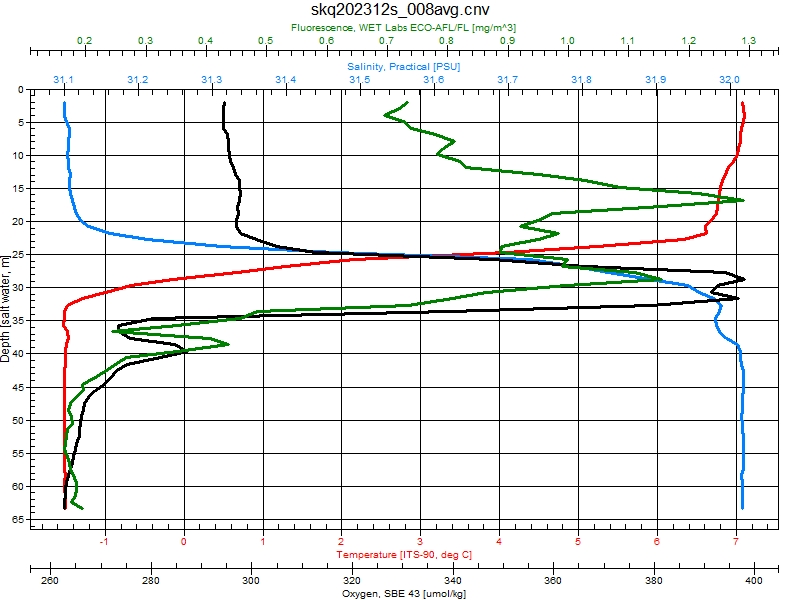 skq202312s_008avg.cnv
Fluorescence, WET Labs ECO-AFL/FL [mg/m^3]
0.2 0.3 0.4 0.5 0.6 0.7 0.8 0.9 1.0 1.1 1.2 1.3
Salinity, Practical [PSU]
31.1 31.2 31.3 31.4 31.5 31.6 31.7 31.8 31.9 32.0
0
5
10
15
20
25
30
35
40
45
50
55
60
65
Depth [salt water, m]
-1 0 1 2 3 4 5 6 7
Temperature [ITS-90, deg C]
260 280 300 320 340 360 380 400
Oxygen, SBE 43 [umol/kg]